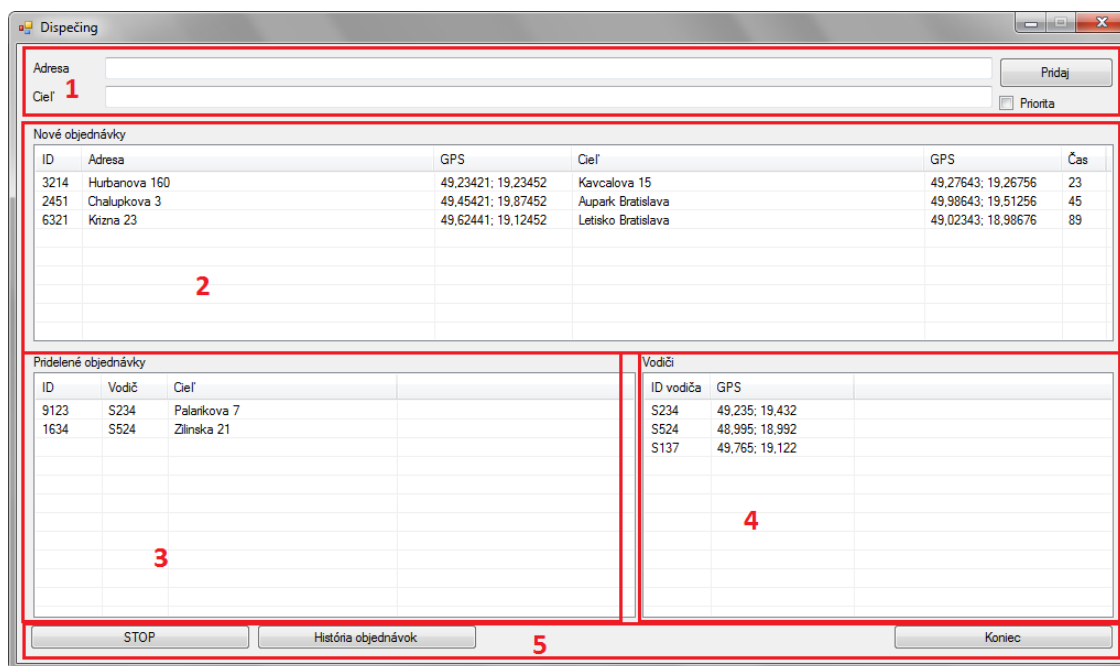 Dispečing
Adresa
Pridaj
1
Cieľ
Priorita
Nové objednávky
ID Adresa GPS Cieľ GPS Čas
3214 Hurbanova 160 49,23421; 19,23452 Kavcalova 15 49,27643; 19,26756 23
2451 Chalupkova 3 49,45421; 19,87452 Aupark Bratislava 49,98643; 19,51256 45
6321 Krizna 23 49,62441; 19,12452 Letisko Bratislava 49,02343; 18,98676 89
2
Pridelené objednávky
ID Vodič Cieľ
9123 S234 Palarikova 7
1634 S524 Zilinska 21
3
Vodiči
ID vodiča GPS
S234 49,235; 19,432
S524 48,995; 18,992
S137 49,765; 19,122
4
STOP História objednávok 5 Koniec